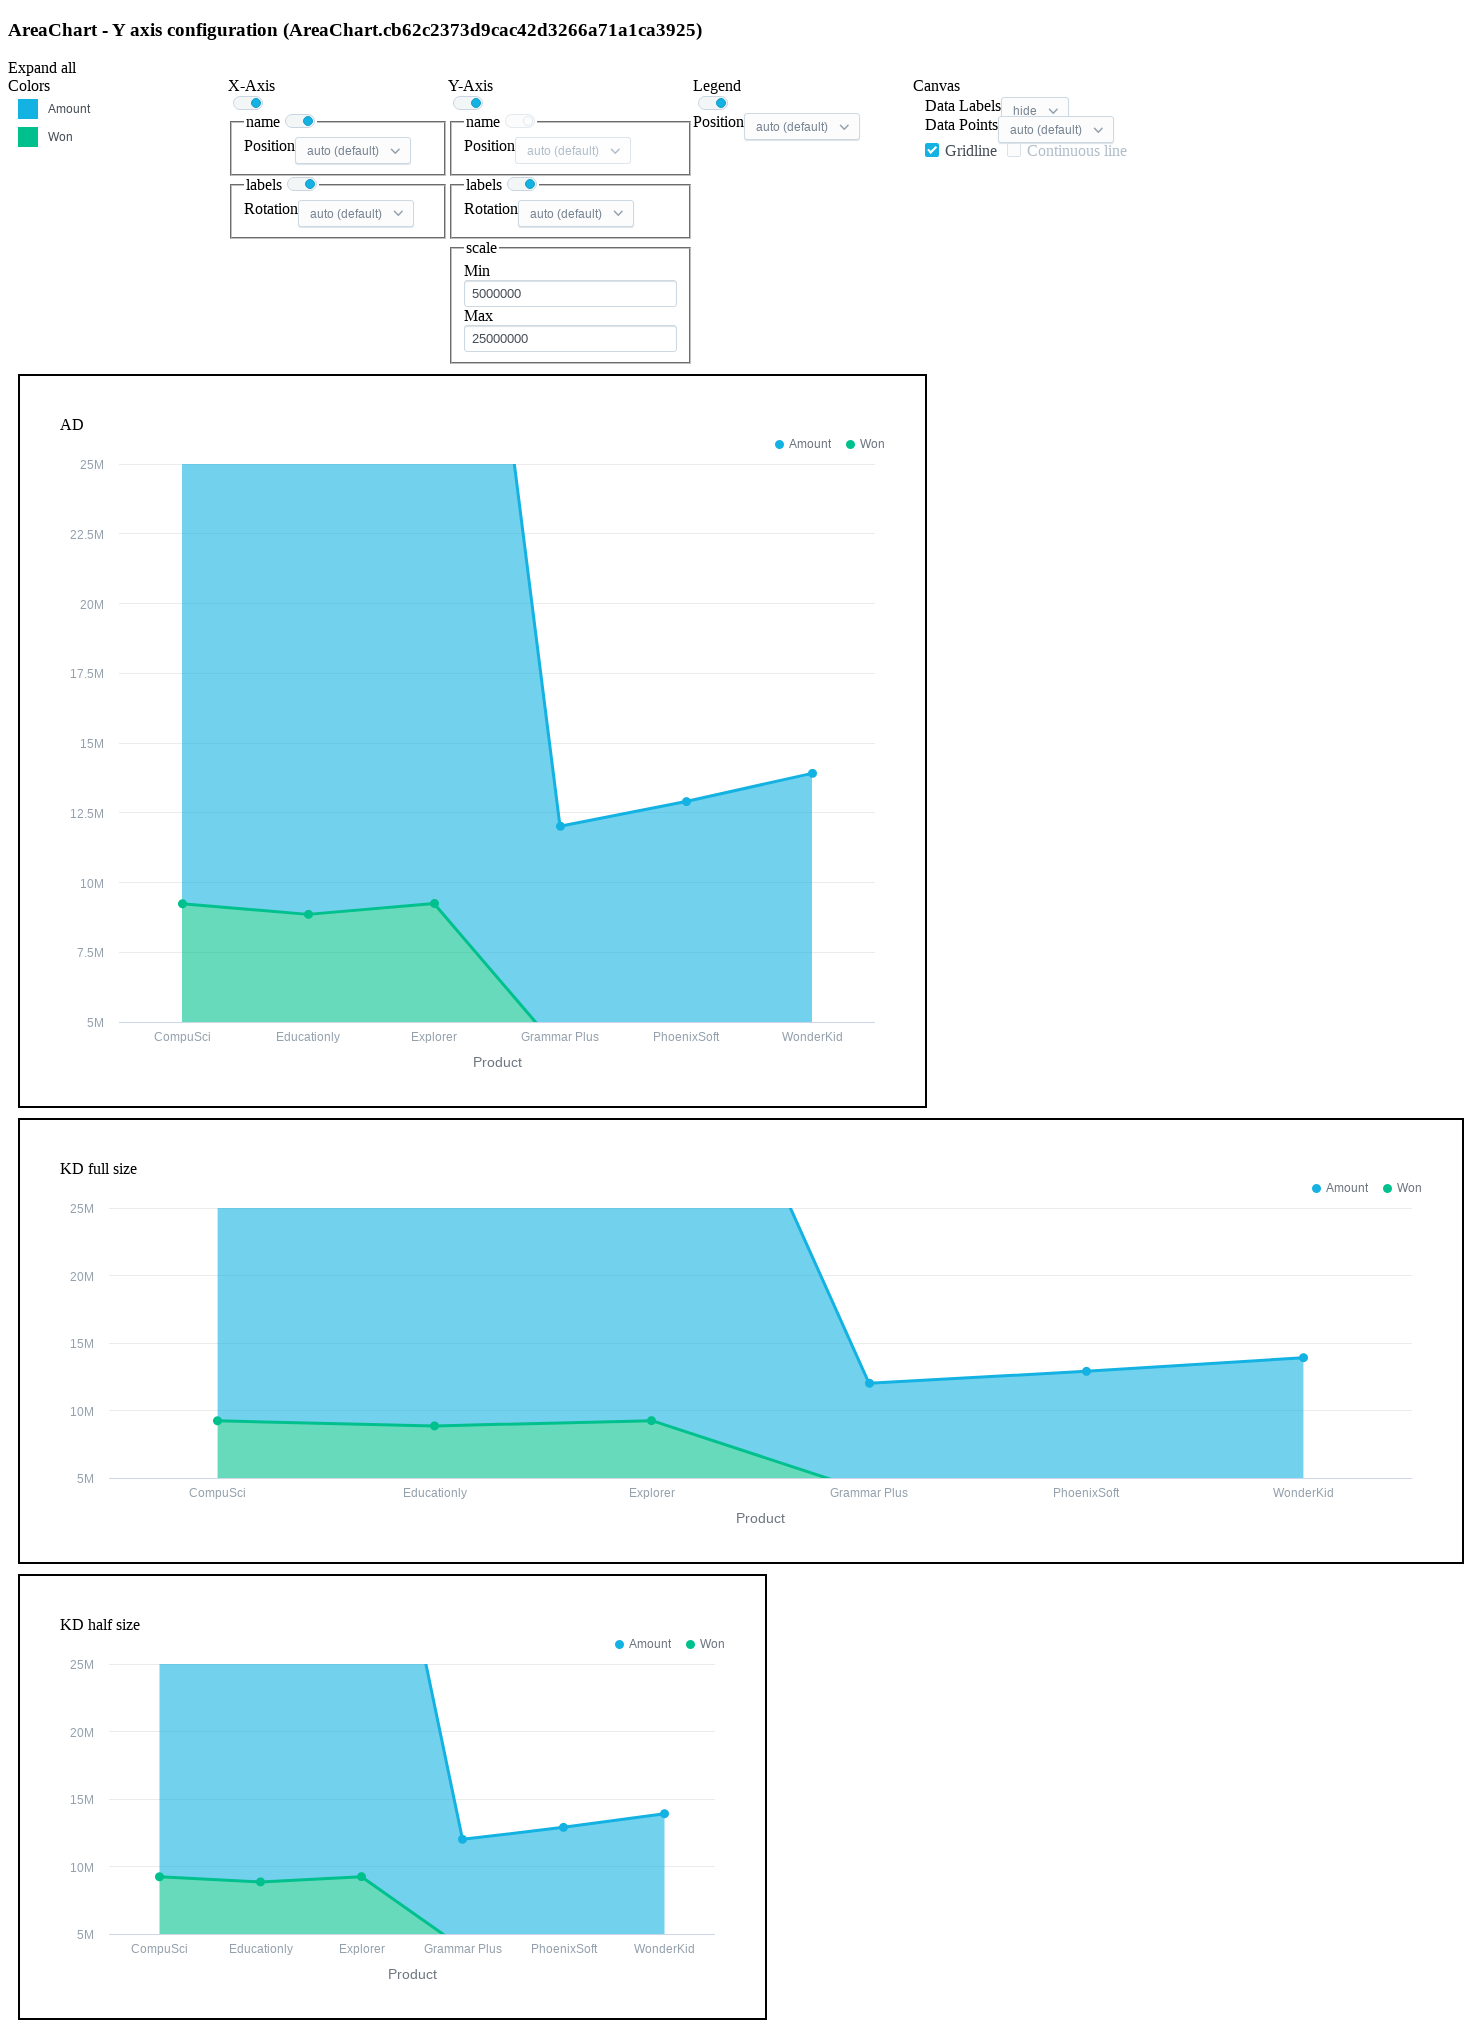 AreaChart - Y axis configuration (AreaChart.cb62c2373d9cac42d3266a71a1ca3925)
Expand all
Colors
Amount
Won
X-Axis
name
Position auto (default)
labels
Rotation auto (default)
Y-Axis
name
Position auto (default)
labels
Rotation auto (default)
scale
Min
5000000
Max
25000000
Legend
Position auto (default)
Canvas
Data Labels hide
Data Points auto (default)
Gridline Continuous line
AD
Amount Won
25M
22.5M
20M
17.5M
15M
12.5M
10M
7.5M
5M
CompuSci Educationly Explorer Grammar Plus PhoenixSoft WonderKid
Product
KD full size
Amount Won
25M
20M
15M
10M
5M
CompuSci Educationly Explorer Grammar Plus PhoenixSoft WonderKid
Product
KD half size
Amount Won
25M
20M
15M
10M
5M
CompuSci Educationly Explorer Grammar Plus PhoenixSoft WonderKid
Product